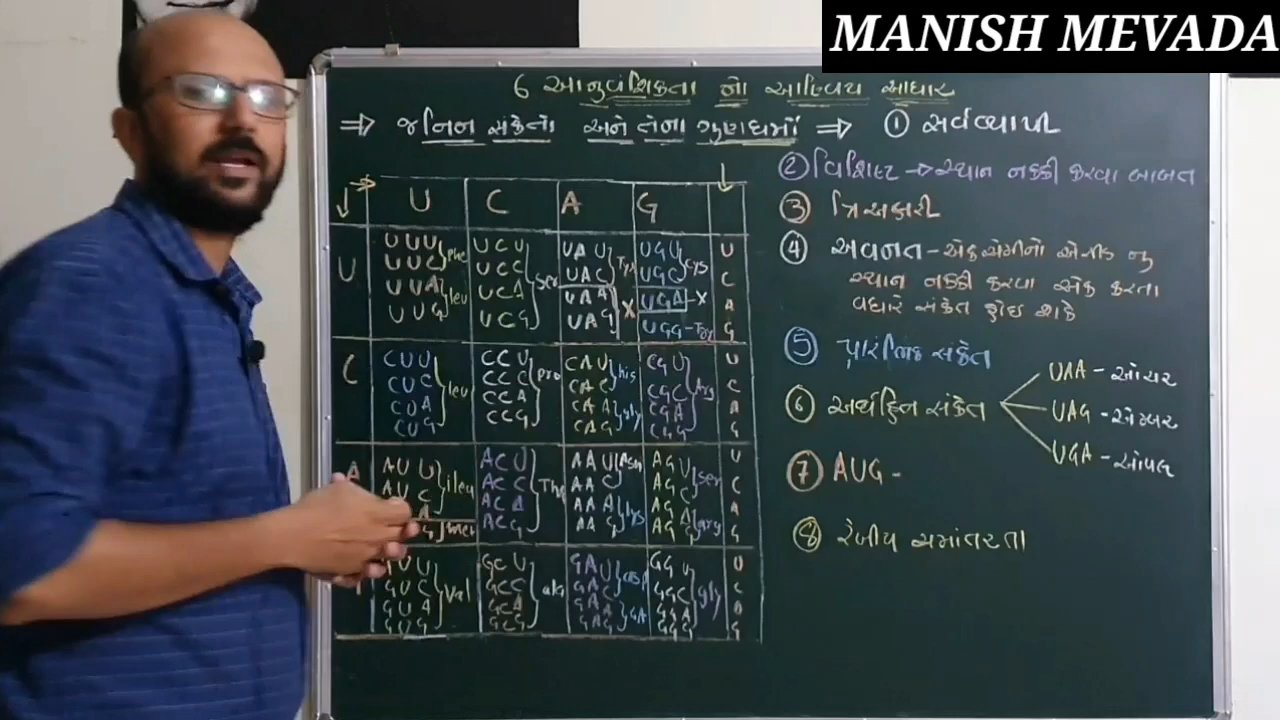 MANISH MEVADA
6 આનુવંશિકતા નો આણ્વિય આધાર
⇒ જનિન સંકેતો અને તેના ગુણધર્માં ⇒ ① સર્વવ્યાપી
② વિશિષ્ટ → સ્થાન નક્કી કરવા બાબત
③ ત્રિઅક્ષરી
④ અવનત - એક એમીનો એસીડ નુ
સ્થાન નક્કી કરવા એક કરતા
વધારે સંકેત હોઇ શકે
⑤ પ્રારંભિક સંકેત
⑥ અર્થહિન સંકેત
UAA - ઓચર
UAG - એમ્બર
UGA - ઓપલ
⑦ AUG -
⑧ રેખીય સમાંતરતા
U C A G
U
UUU UCU UAU UGU U
UUC Phe UCC UAC UGC Cys C
UUA UCA Ser UAA X UGA - X A
UUG leu UCG UAG UGG G
C
CUU CCU Pro CAU his CGU U
CUC leu CCC CAC CGC Arg C
CUA CCA CAA gly CGA A
CUG CCG CAG CGG G
A
AUU ileu ACU AAU Asn AGU Ser U
AUC ACC AAC AGC C
A ACA AAA lys AGA arg A
G met ACG AAG AGG G
GUU GCU GAU asp GGU U
GUC Val GCC ala GAC GGC gly C
GUA GCA GAA GA GGA A
GUG GCG GAG GGG G